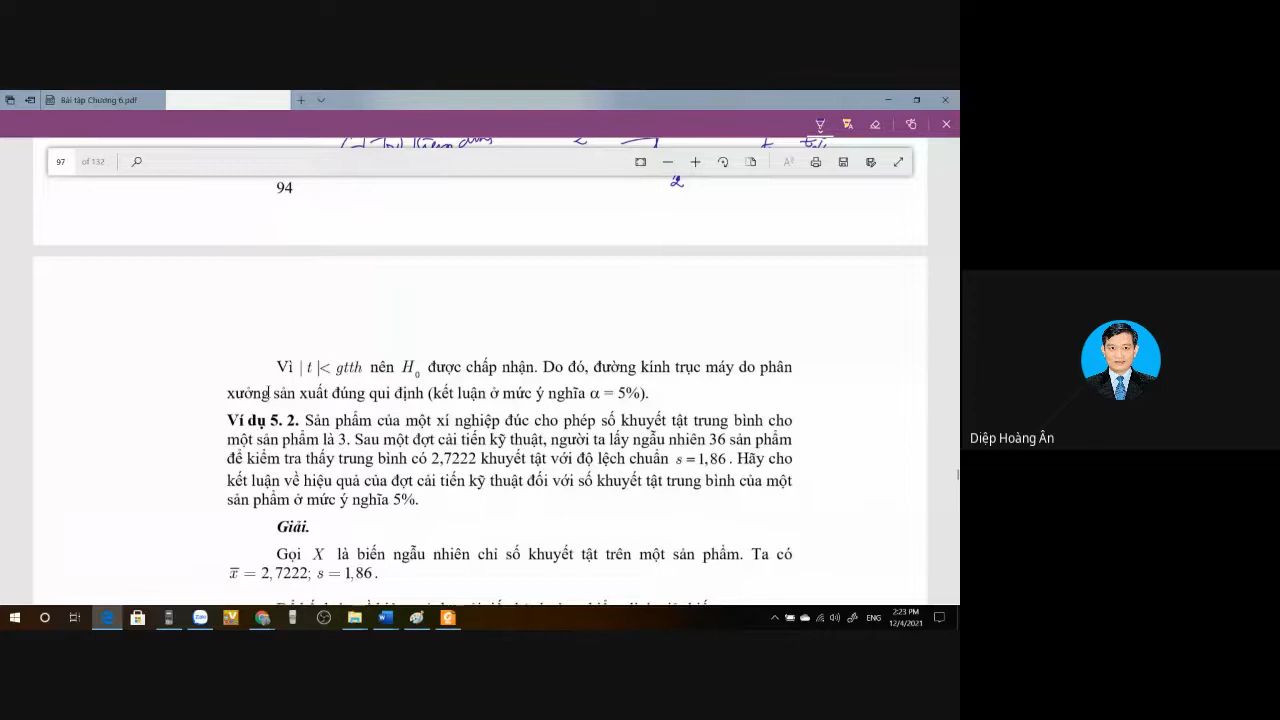 Bài tập Chương 6.pdf
97 of 132
2
94
Vì | t |< gtth nên H₀ được chấp nhận. Do đó, đường kính trục máy do phân
xưởng sản xuất đúng qui định (kết luận ở mức ý nghĩa α = 5%).
Ví dụ 5. 2. Sản phẩm của một xí nghiệp đúc cho phép số khuyết tật trung bình cho
một sản phẩm là 3. Sau một đợt cải tiến kỹ thuật, người ta lấy ngẫu nhiên 36 sản phẩm
để kiểm tra thấy trung bình có 2,7222 khuyết tật với độ lệch chuẩn s = 1,86 . Hãy cho
kết luận về hiệu quả của đợt cải tiến kỹ thuật đối với số khuyết tật trung bình của một
sản phẩm ở mức ý nghĩa 5%.
Giải.
Gọi X là biến ngẫu nhiên chỉ số khuyết tật trên một sản phẩm. Ta có
x̅ = 2,7222; s = 1,86 .
Diệp Hoàng Ân
Zalo
ENG
2:23 PM
12/4/2021